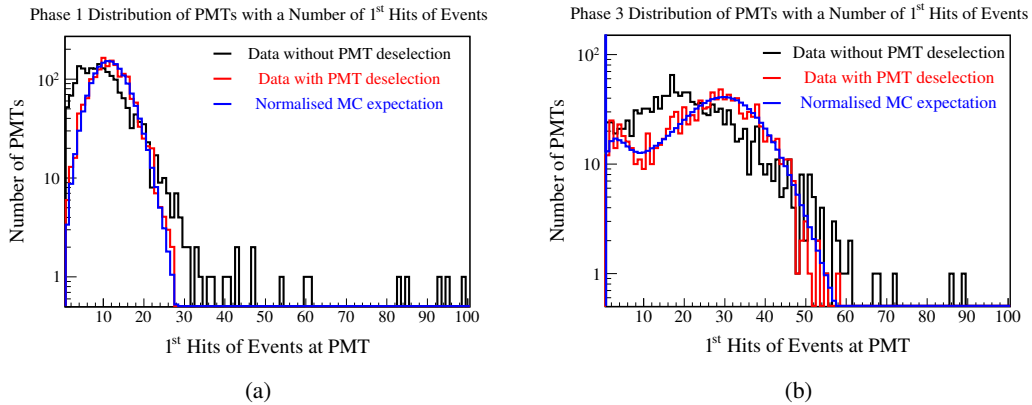 Phase 1 Distribution of PMTs with a Number of 1st Hits of Events
Number of PMTs
10²
10
1
Data without PMT deselection
Data with PMT deselection
Normalised MC expectation
10 20 30 40 50 60 70 80 90 100
1st Hits of Events at PMT
(a)
Phase 3 Distribution of PMTs with a Number of 1st Hits of Events
Number of PMTs
10²
10
1
Data without PMT deselection
Data with PMT deselection
Normalised MC expectation
10 20 30 40 50 60 70 80 90 100
1st Hits of Events at PMT
(b)